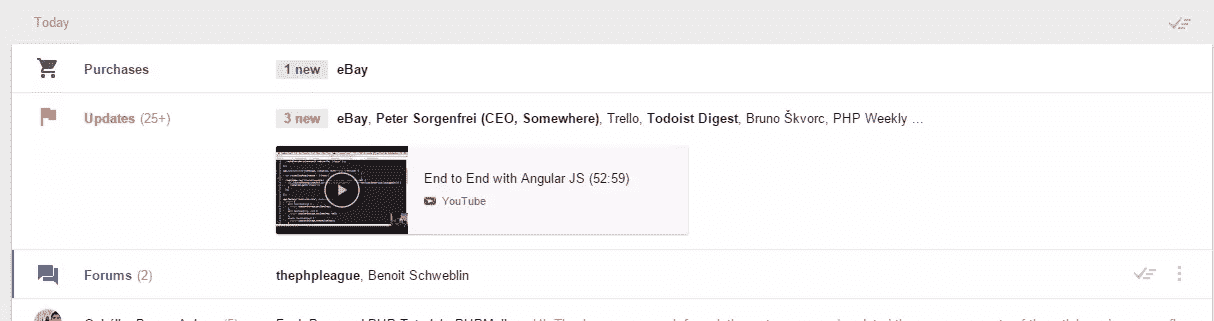 Today
Purchases 1 new eBay
Updates (25+) 3 new eBay, Peter Sorgenfrei (CEO, Somewhere), Trello, Todoist Digest, Bruno Škvorc, PHP Weekly ...
End to End with Angular JS (52:59)
YouTube
Forums (2) thephpleague, Benoit Schweblin